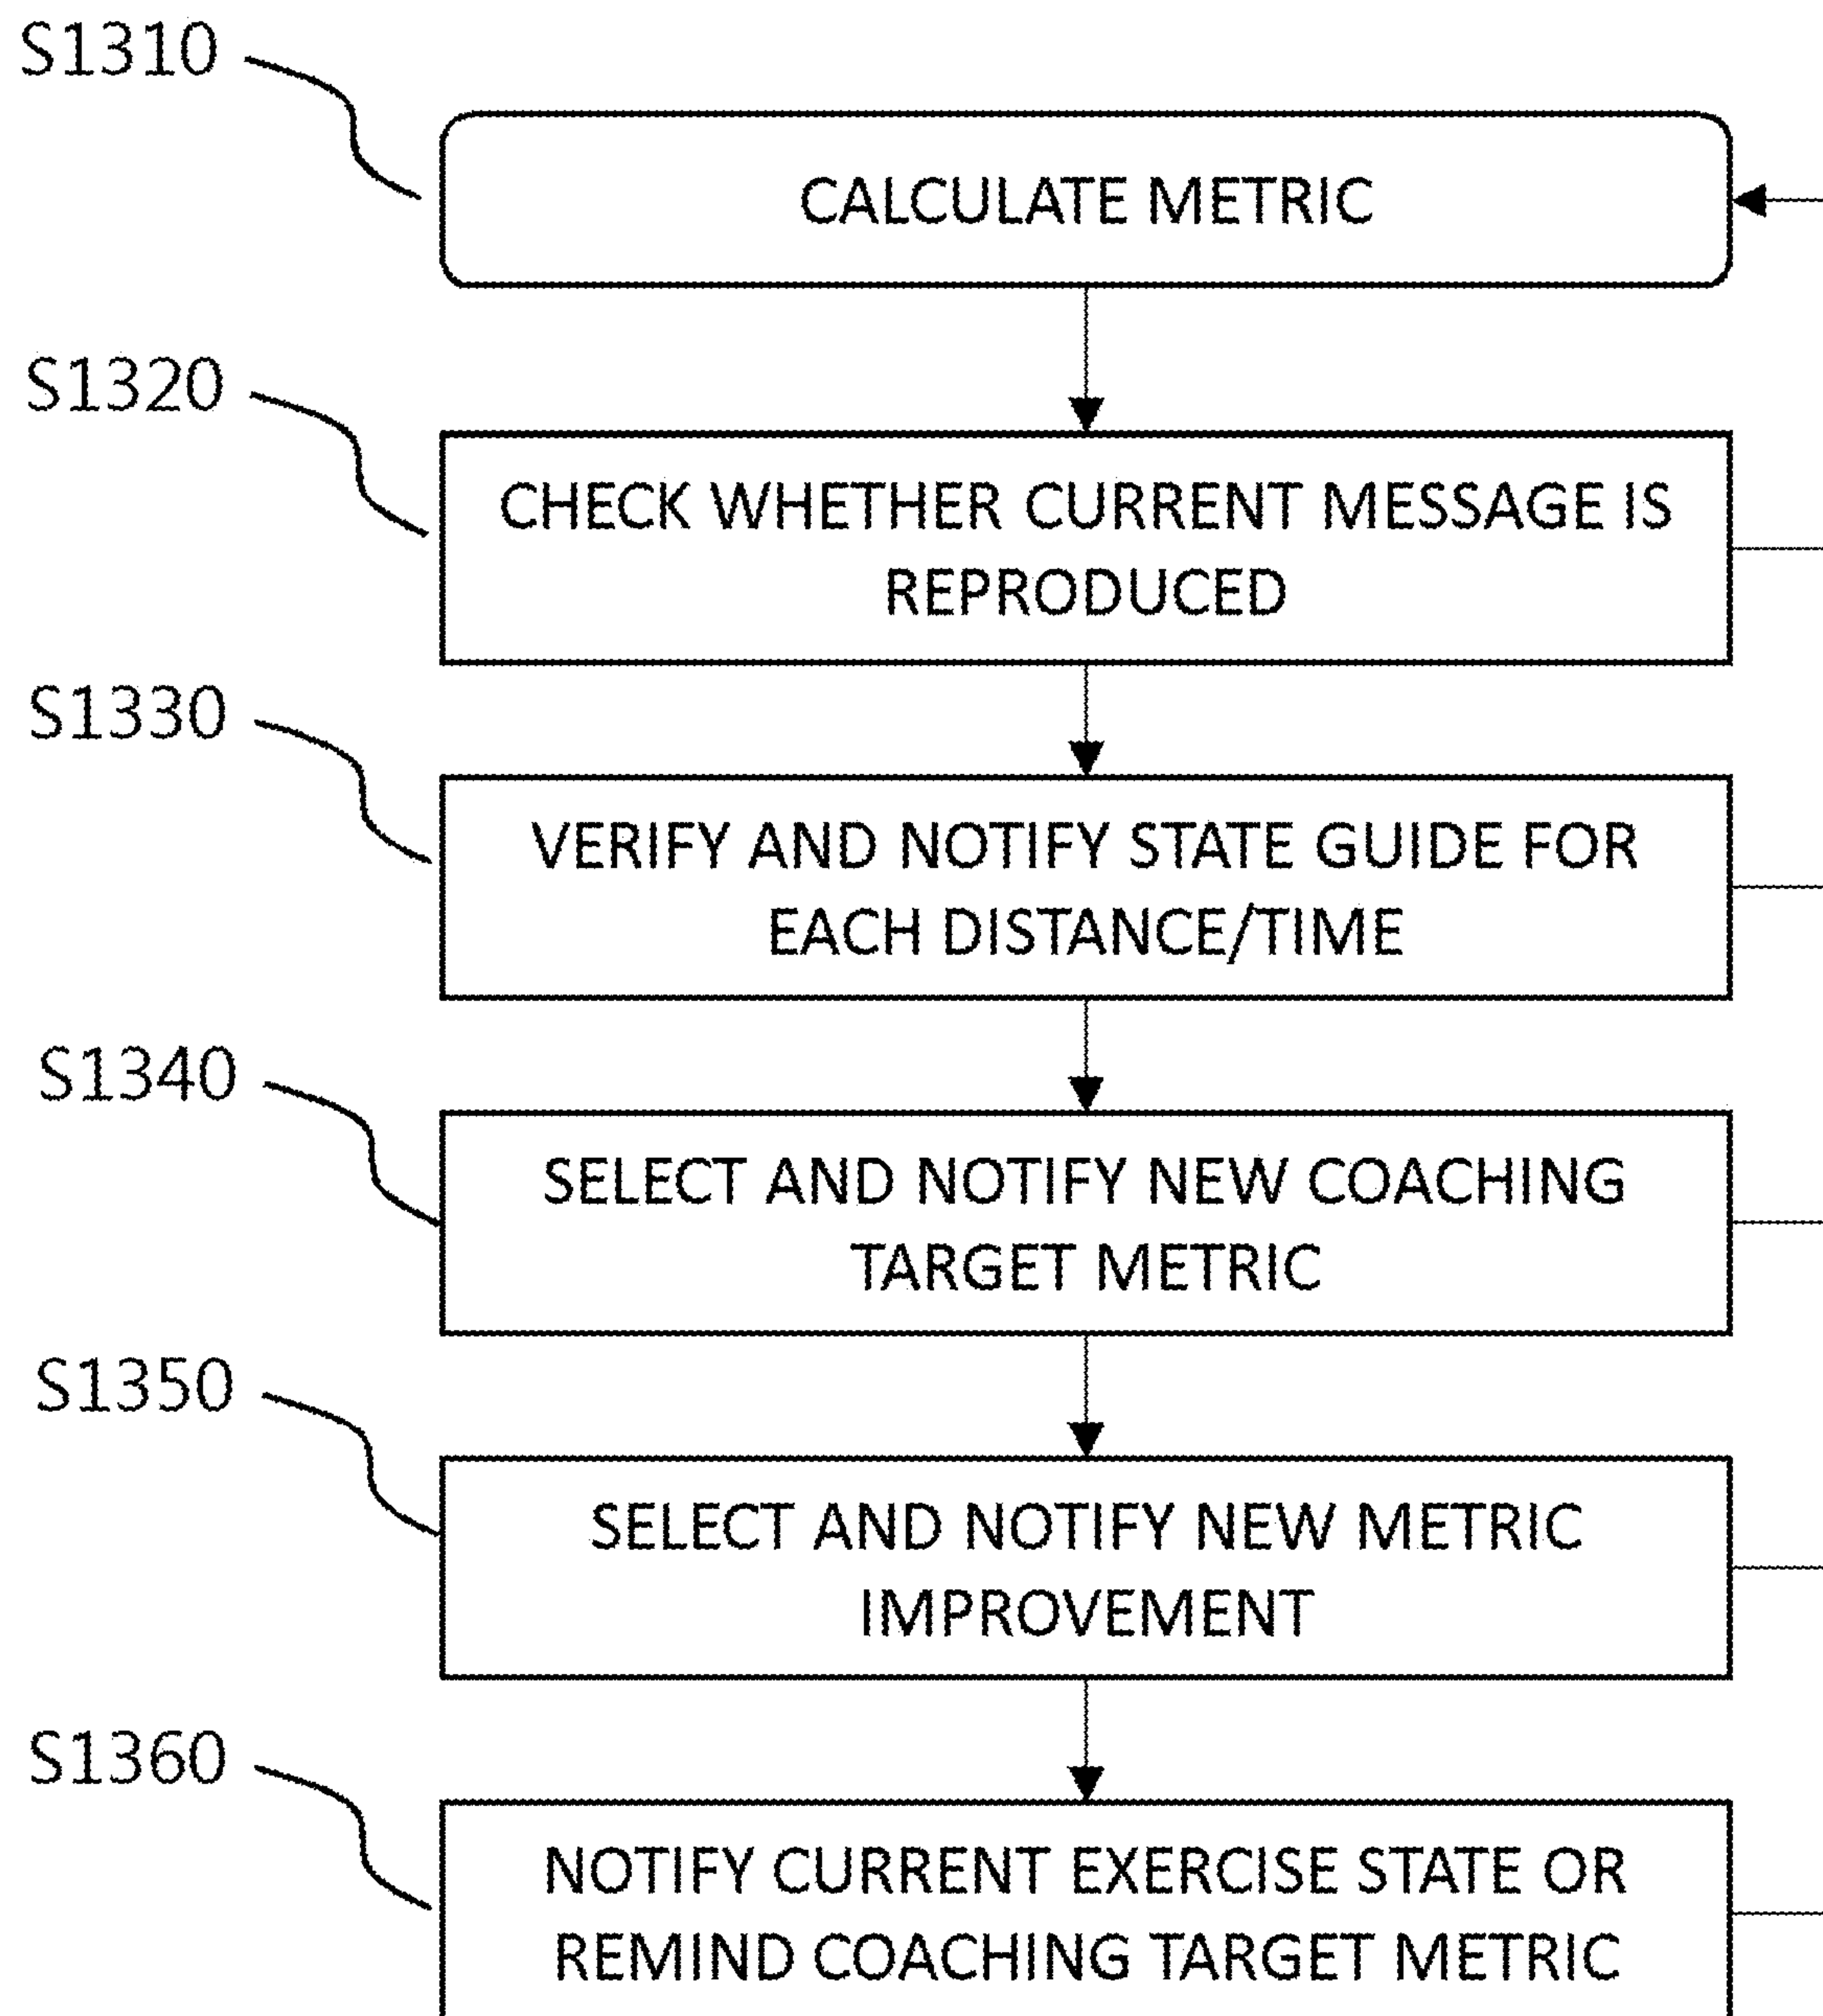 S1310
CALCULATE METRIC
S1320
CHECK WHETHER CURRENT MESSAGE IS
REPRODUCED
S1330
VERIFY AND NOTIFY STATE GUIDE FOR
EACH DISTANCE/TIME
S1340
SELECT AND NOTIFY NEW COACHING
TARGET METRIC
S1350
SELECT AND NOTIFY NEW METRIC
IMPROVEMENT
S1360
NOTIFY CURRENT EXERCISE STATE OR
REMIND COACHING TARGET METRIC